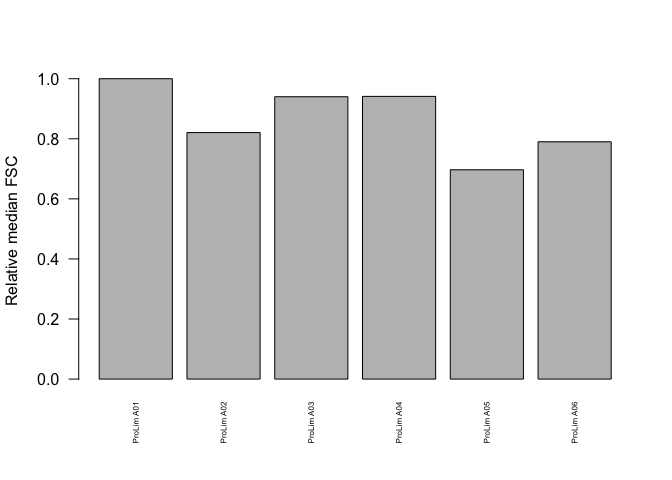 Relative median FSC
1.0
0.8
0.6
0.4
0.2
0.0
ProLim A01
ProLim A02
ProLim A03
ProLim A04
ProLim A05
ProLim A06